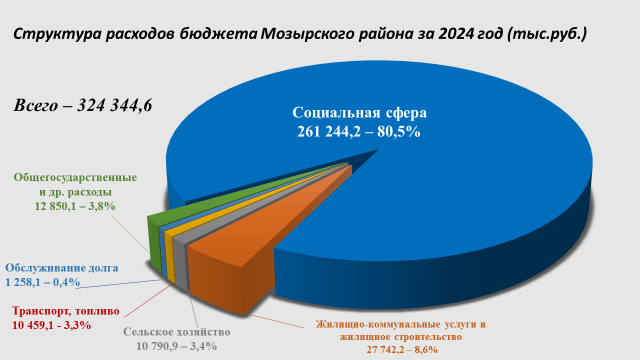 Структура расходов бюджета Мозырского района за 2024 год (тыс.руб.)
Всего – 324 344,6
Социальная сфера
261 244,2 – 80,5%
Общегосударственные
и др. расходы
12 850,1 – 3,8%
Обслуживание долга
1 258,1 – 0,4%
Транспорт, топливо
10 459,1 - 3,3%
Сельское хозяйство
10 790,9 – 3,4%
Жилищно-коммунальные услуги и
жилищное строительство
27 742,2 – 8,6%